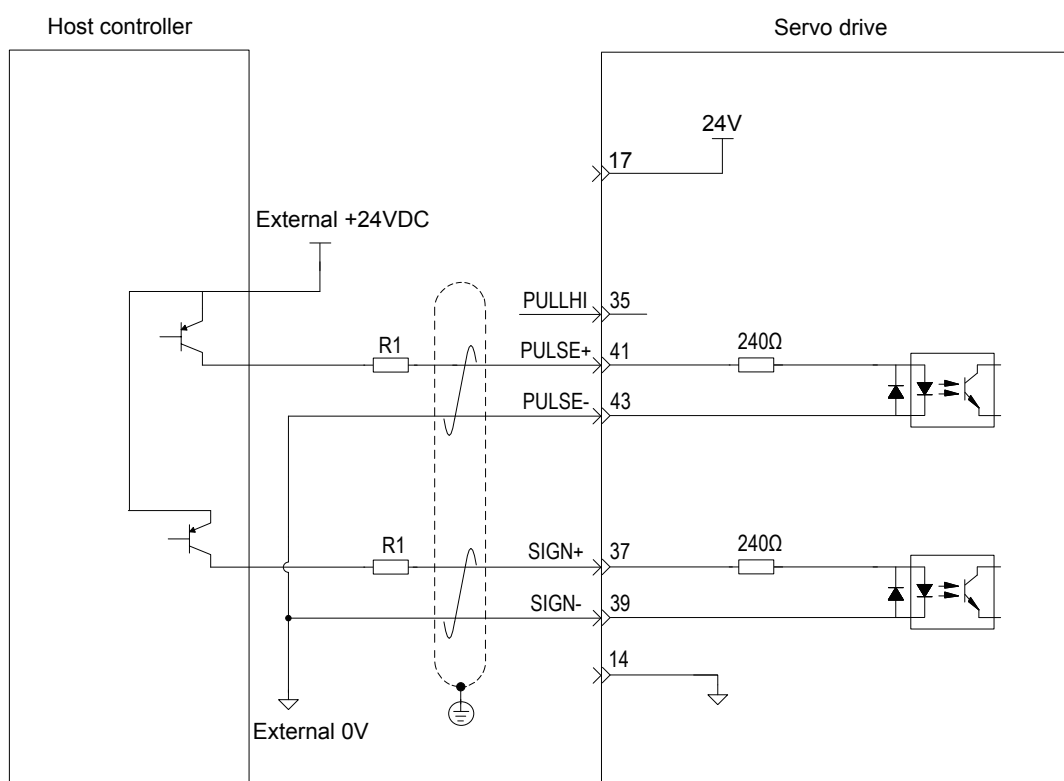 Host controller
Servo drive
24V
17
External +24VDC
PULLHI 35
R1
PULSE+ 41
240Ω
PULSE- 43
R1
SIGN+ 37
240Ω
SIGN- 39
14
External 0V